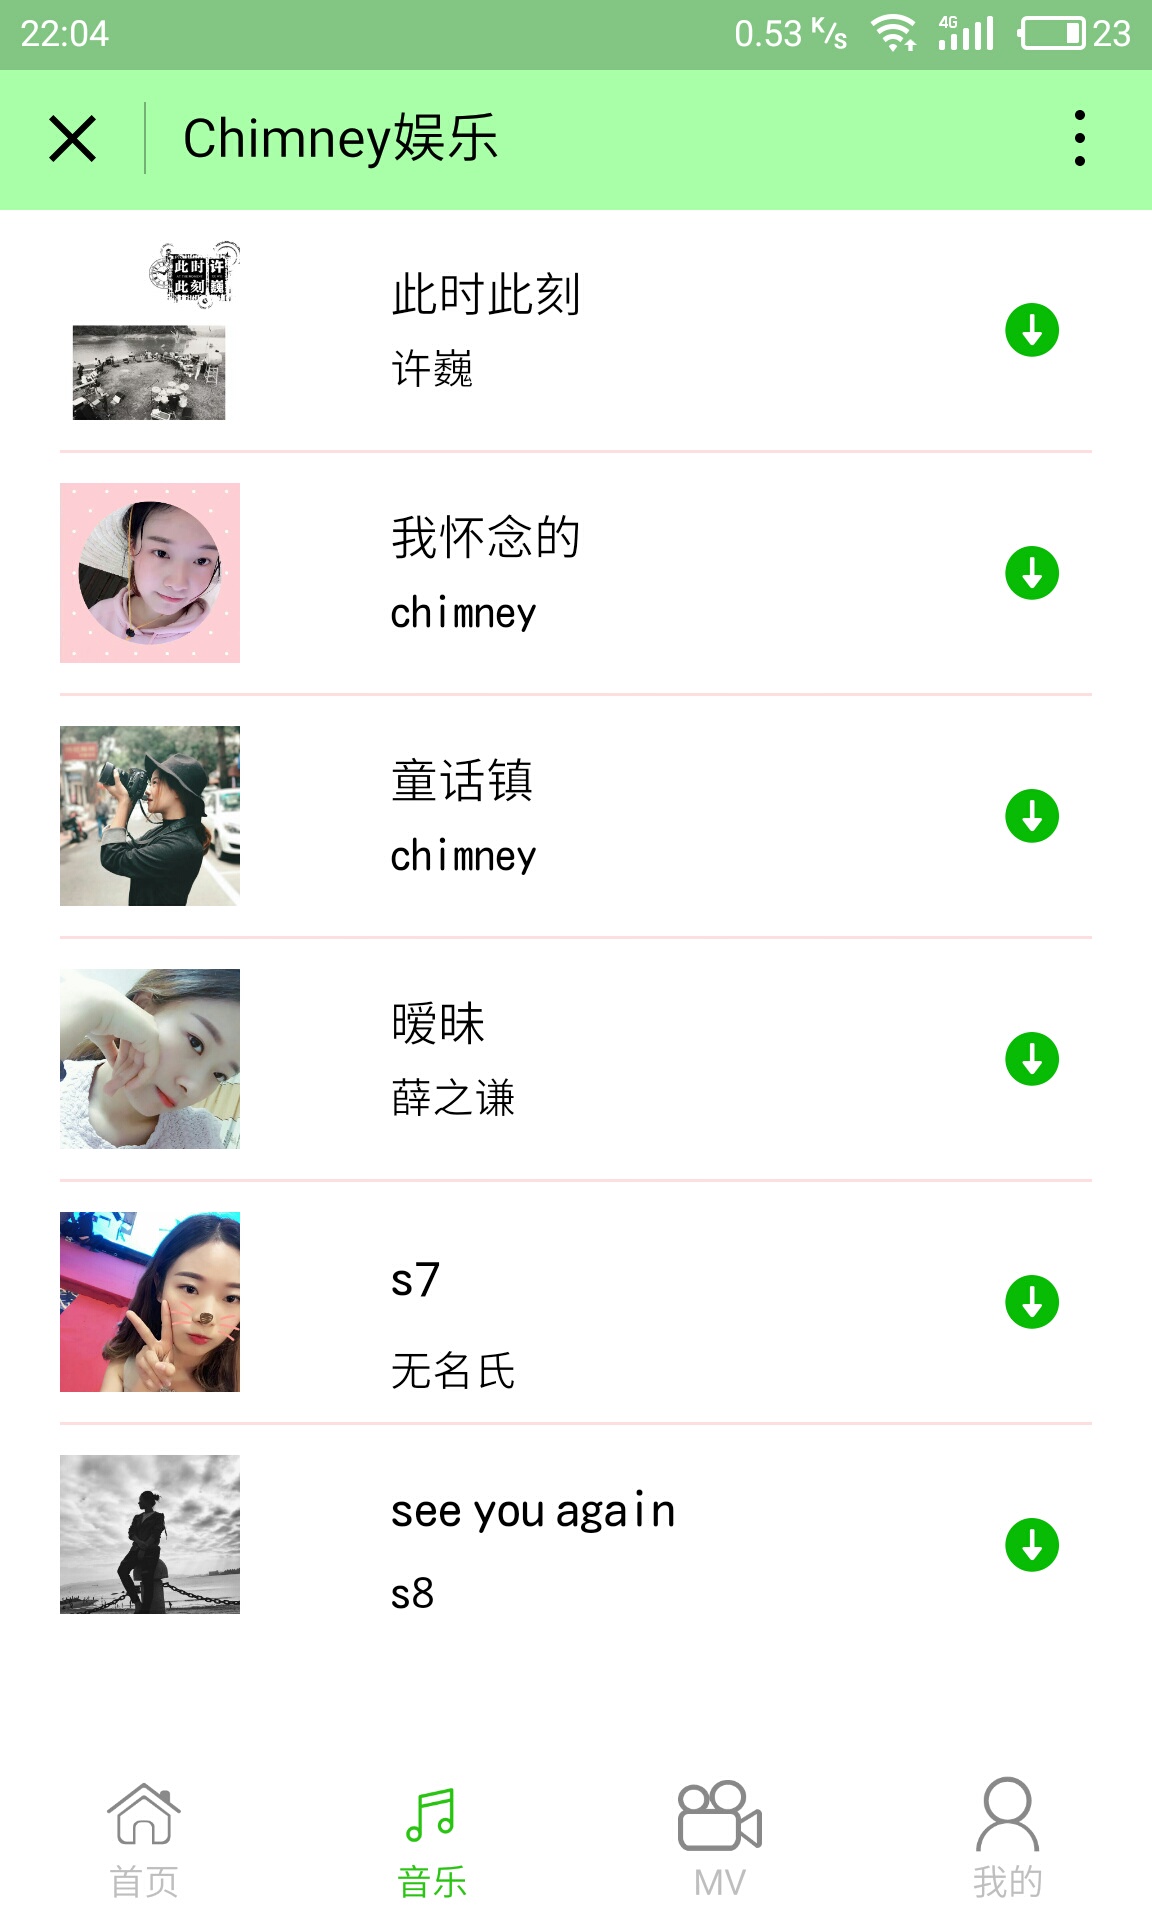 22:04
0.53 K/s 4G 23
Chimney娱乐
此时许
此刻巍
此时此刻
许巍
我怀念的
chimney
童话镇
chimney
暧昧
薛之谦
s7
无名氏
see you again
s8
首页
音乐
MV
我的